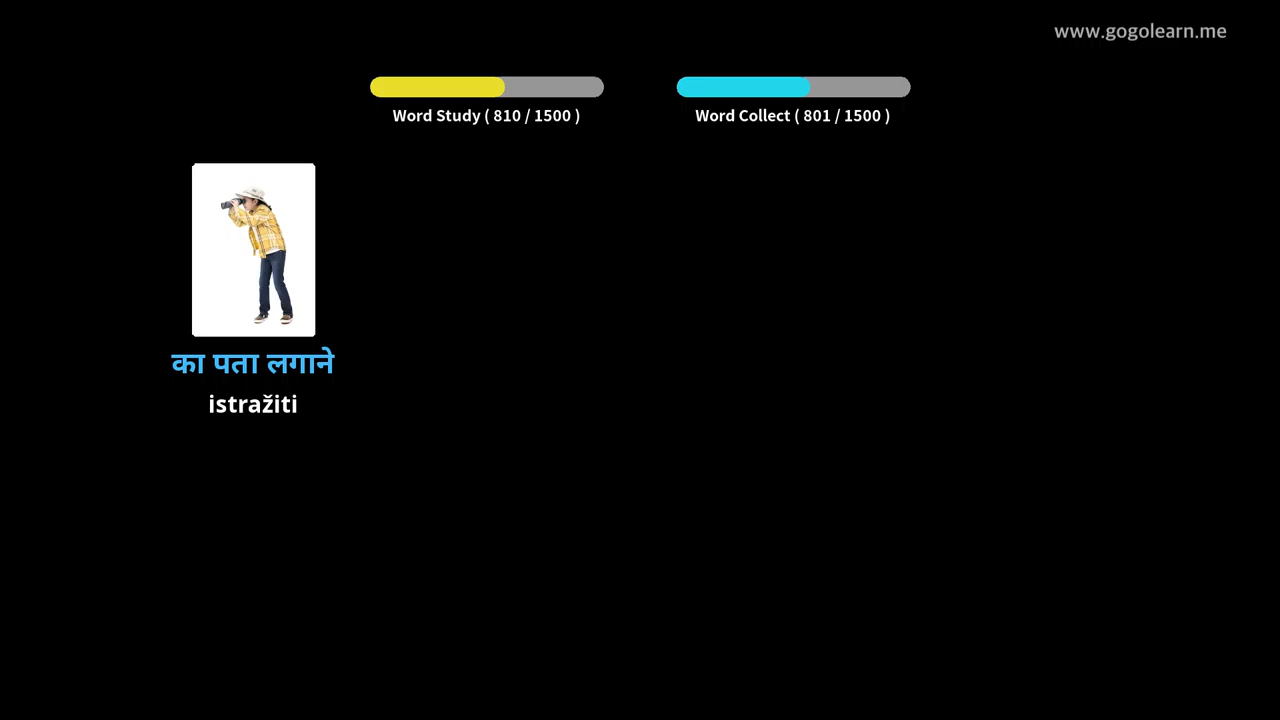 www.gogolearn.me
Word Study ( 810 / 1500 )
Word Collect ( 801 / 1500 )
का पता लगाने
istražiti